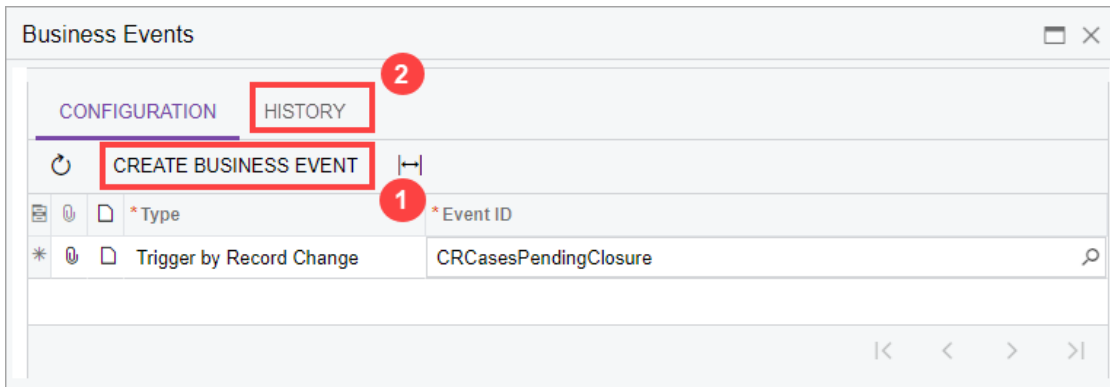 Business Events
2
CONFIGURATION HISTORY
CREATE BUSINESS EVENT
1
* Type * Event ID
Trigger by Record Change CRCasesPendingClosure